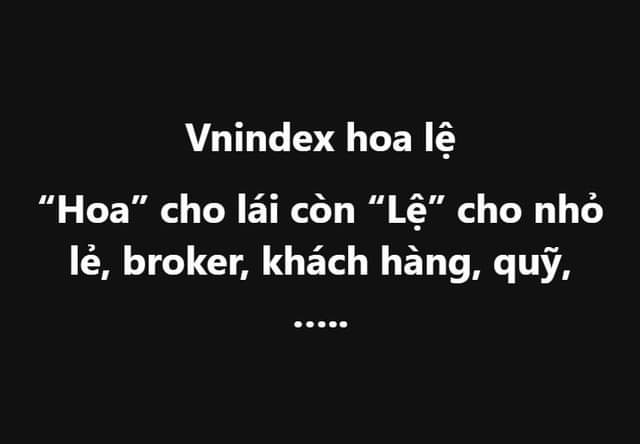 Vnindex hoa lệ
“Hoa” cho lái còn “Lệ” cho nhỏ
lẻ, broker, khách hàng, quỹ,
.....